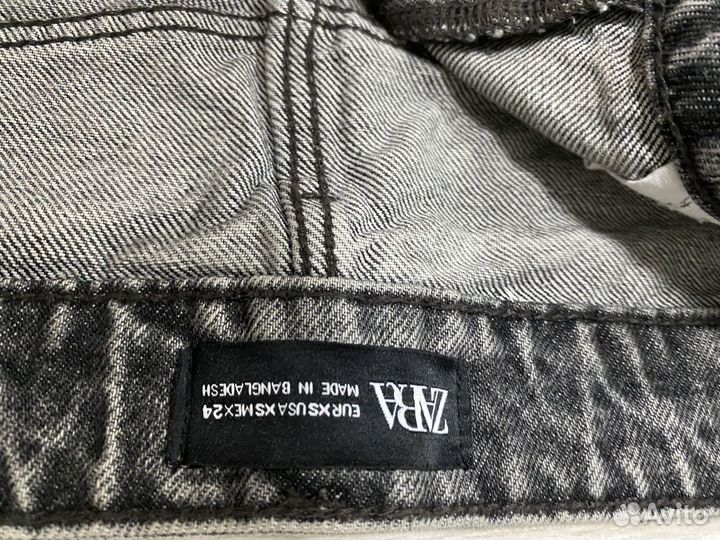 ZARA
EUR XS USA XS MEX 24
MADE IN BANGLADESH
Avito